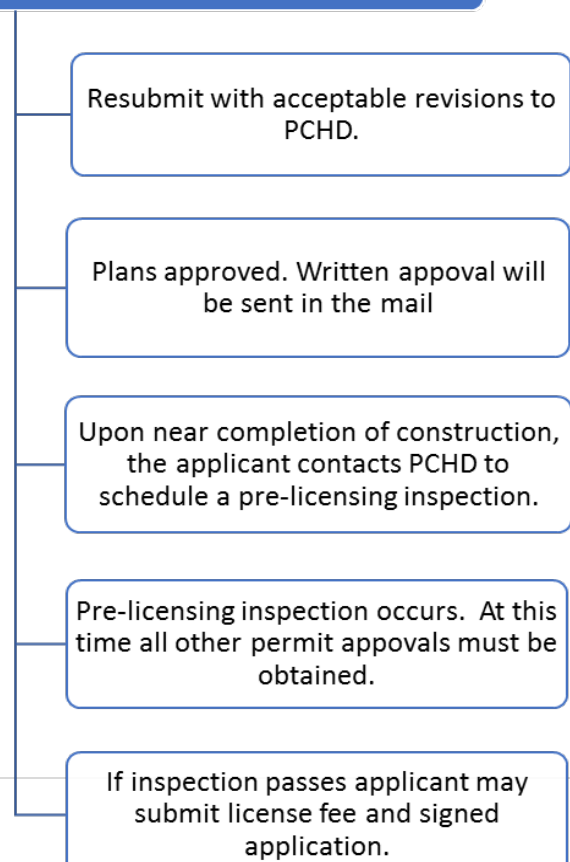 Resubmit with acceptable revisions to
PCHD.
Plans approved. Written appoval will
be sent in the mail
Upon near completion of construction,
the applicant contacts PCHD to
schedule a pre-licensing inspection.
Pre-licensing inspection occurs.  At this
time all other permit appovals must be
obtained.
If inspection passes applicant may
submit license fee and signed
application.